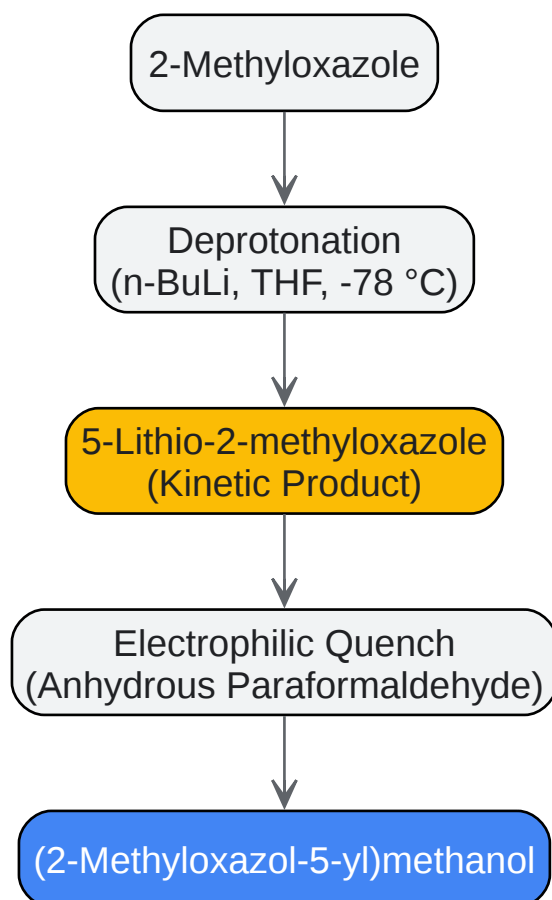 2-Methyloxazole
Deprotonation
(n-BuLi, THF, -78 °C)
5-Lithio-2-methyloxazole
(Kinetic Product)
Electrophilic Quench
(Anhydrous Paraformaldehyde)
(2-Methyloxazol-5-yl)methanol